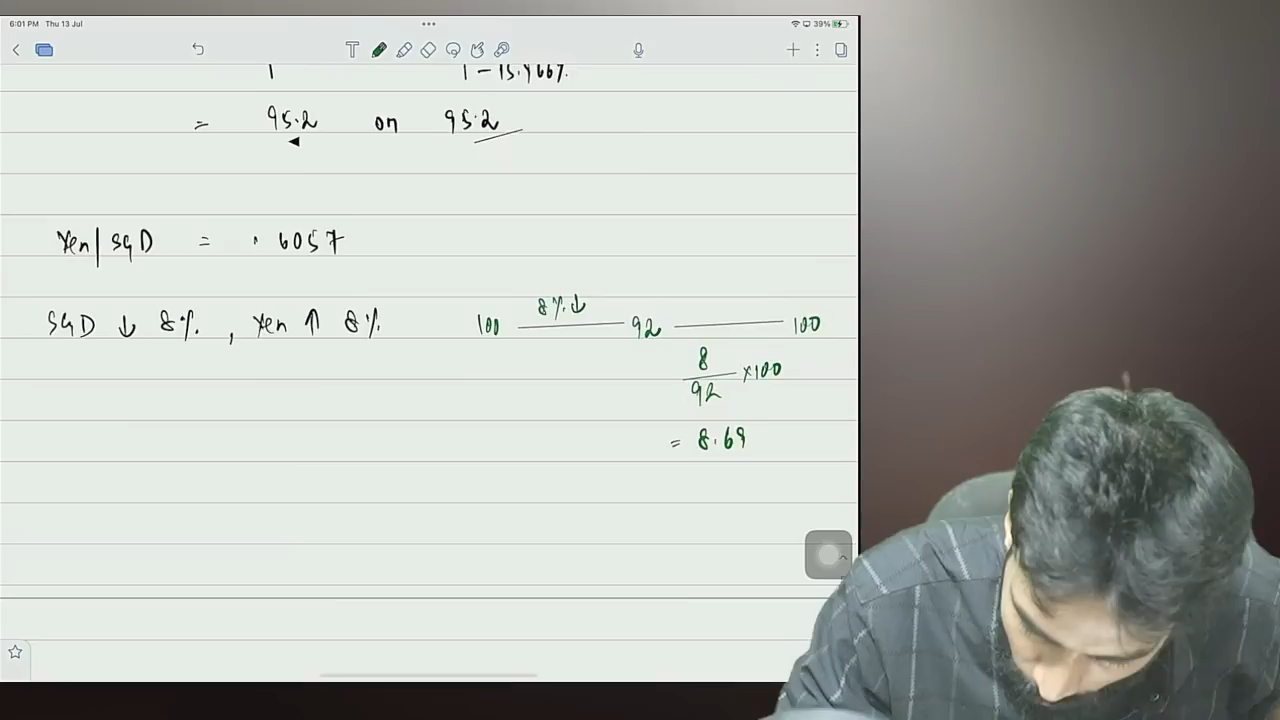 6:01 PM Thu 13 Jul
39%
1 1 - 15.4667.
= 95.2 on 95.2
Yen | SGD = .6057
SGD ↓ 8%, Yen ↑ 8%
100 8%↓ 92 100
8
92 ×100
= 8.69